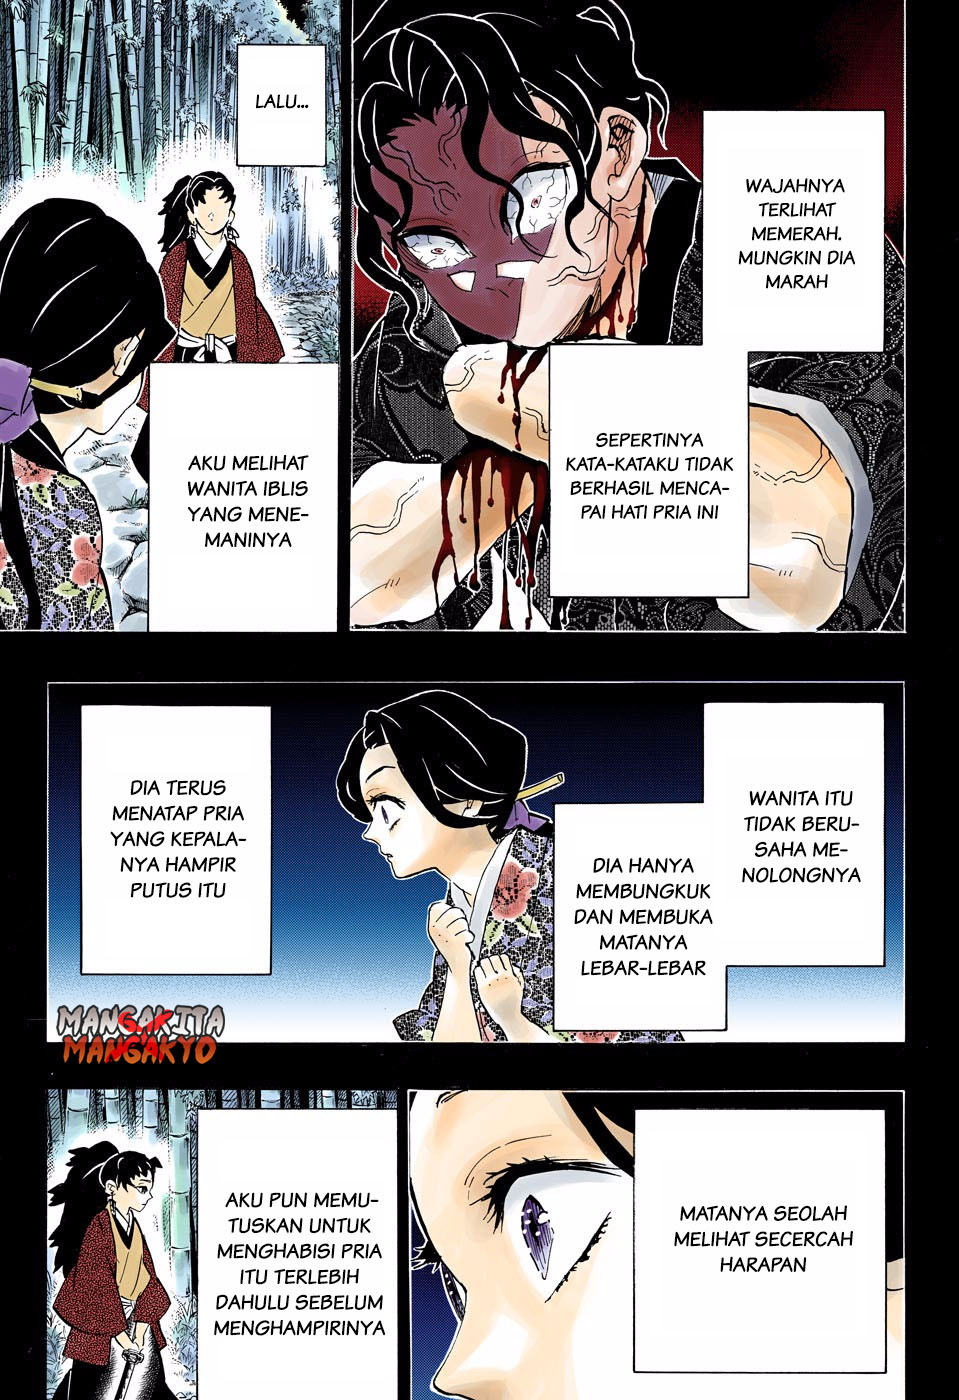 WAJAHNYA
TERLIHAT
MEMERAH.
MUNGKIN DIA
MARAH
SEPERTINYA
KATA-KATAKU TIDAK
BERHASIL MENCA-
PAI HATI PRIA INI
LALU...
AKU MELIHAT
WANITA IBLIS
YANG MENE-
MANINYA
WANITA ITU
TIDAK BERU-
SAHA ME-
NOLONGNYA
DIA HANYA
MEMBUNGKUK
DAN MEMBUKA
MATANYA
LEBAR-LEBAR
DIA TERUS
MENATAP PRIA
YANG KEPALA-
NYA HAMPIR
PUTUS ITU
MANGAKITA
MANGAKYO
MATANYA SEOLAH
MELIHAT SECERCAH
HARAPAN
AKU PUN MEMU-
TUSKAN UNTUK
MENGHABISI PRIA
ITU TERLEBIH
DAHULU SEBELUM
MENGHAMPIRINYA